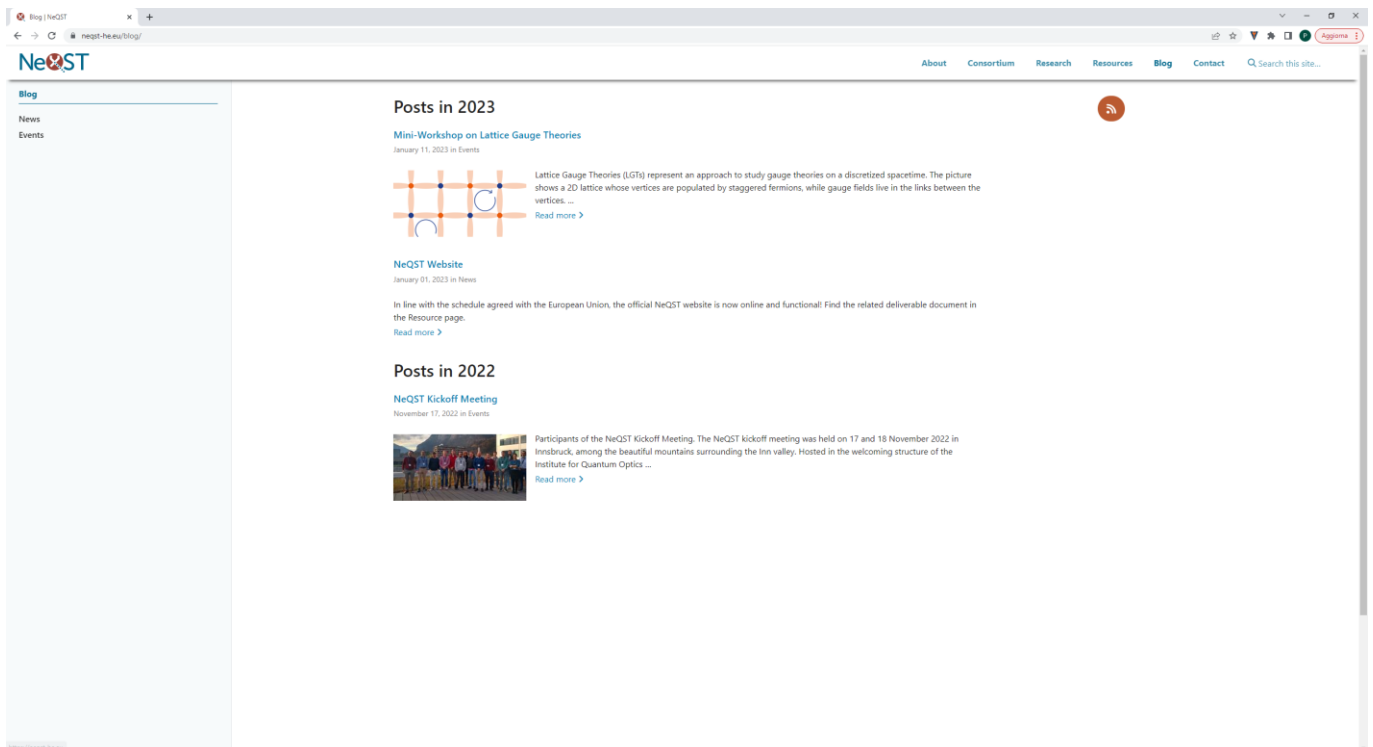 Blog | NeQST
neqst-he.eu/blog/
Aggiorna
NeQST
About Consortium Research Resources Blog Contact Search this site...
Blog
News
Events
Posts in 2023
Mini-Workshop on Lattice Gauge Theories
January 11, 2023 in Events
Lattice Gauge Theories (LGTs) represent an approach to study gauge theories on a discretized spacetime. The picture
shows a 2D lattice whose vertices are populated by staggered fermions, while gauge fields live in the links between the
vertices. ...
Read more
NeQST Website
January 01, 2023 in News
In line with the schedule agreed with the European Union, the official NeQST website is now online and functional! Find the related deliverable document in
the Resource page.
Read more
Posts in 2022
NeQST Kickoff Meeting
November 17, 2022 in Events
Participants of the NeQST Kickoff Meeting. The NeQST kickoff meeting was held on 17 and 18 November 2022 in
Innsbruck, among the beautiful mountains surrounding the Inn valley. Hosted in the welcoming structure of the
Institute for Quantum Optics ...
Read more